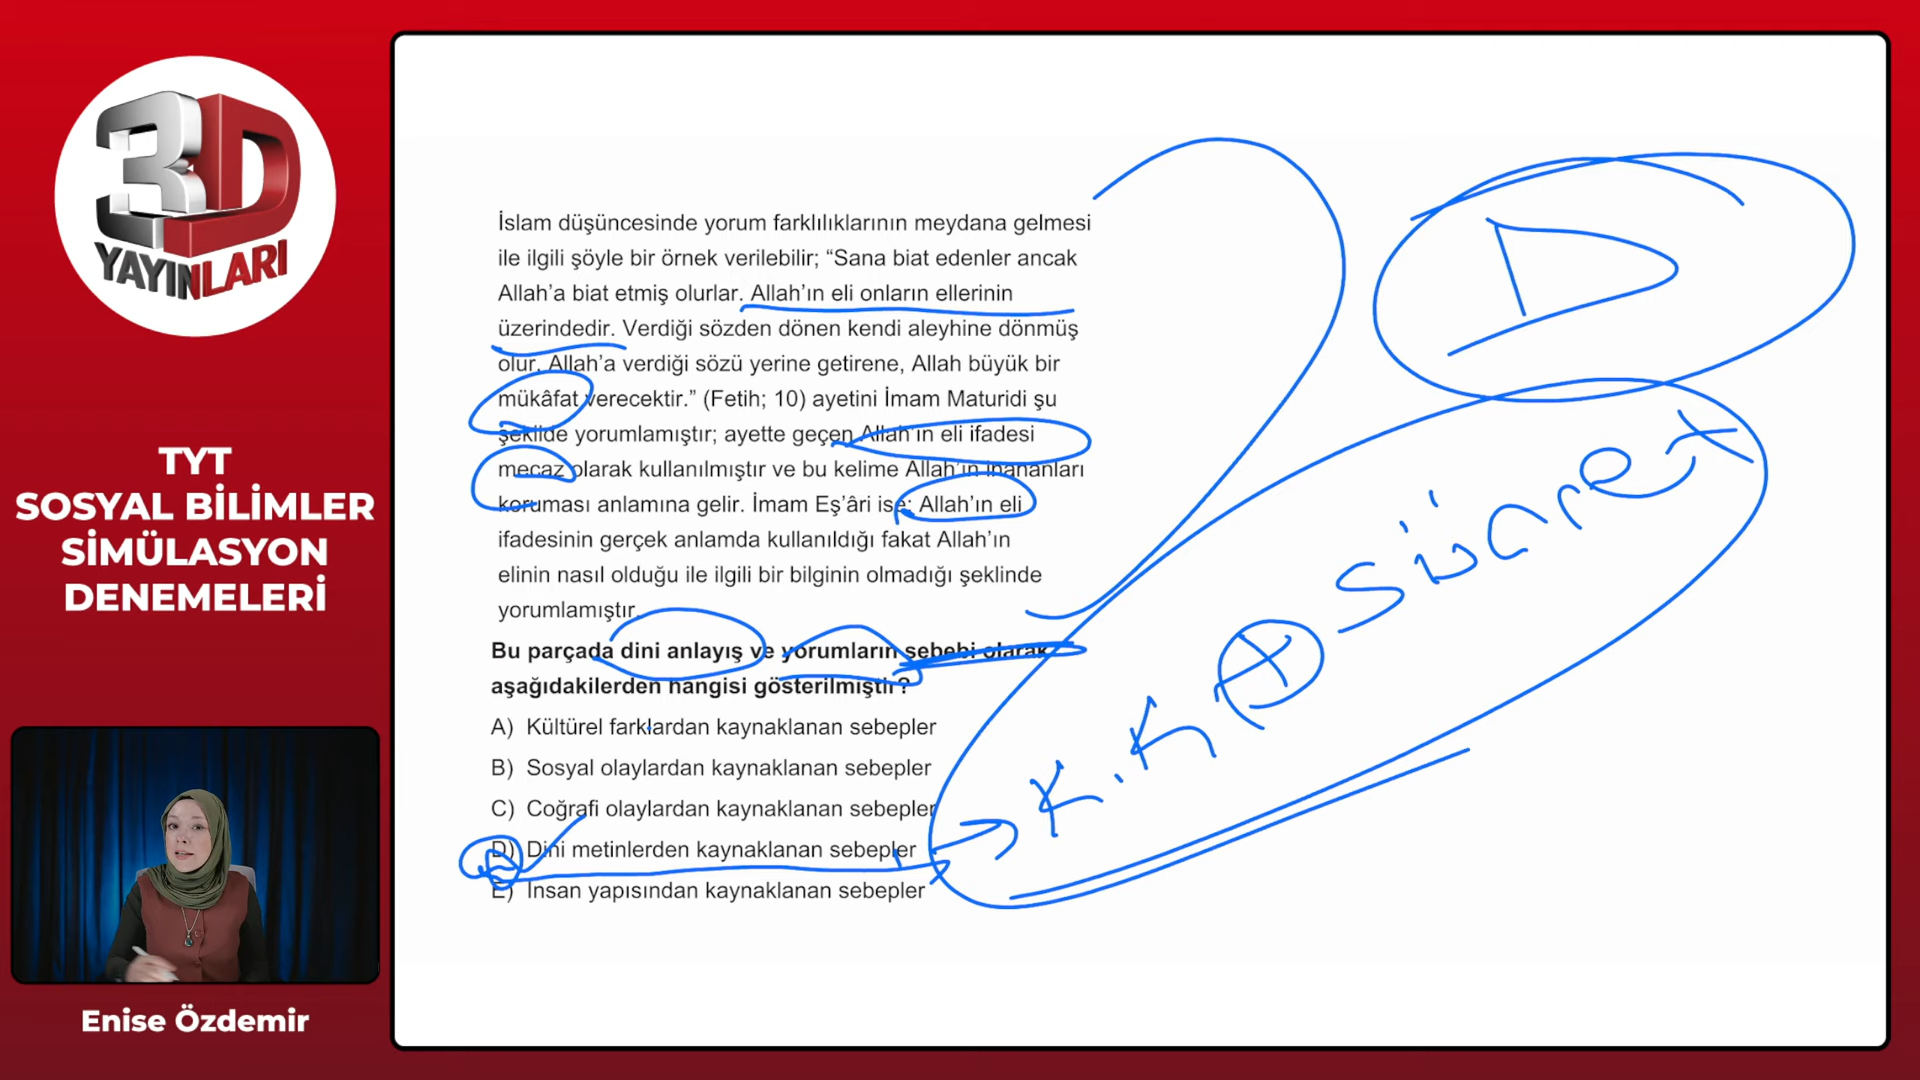 3D
YAYINLARI
TYT
SOSYAL BİLİMLER
SİMÜLASYON
DENEMELERİ
Enise Özdemir
İslam düşüncesinde yorum farklılıklarının meydana gelmesi
ile ilgili şöyle bir örnek verilebilir; “Sana biat edenler ancak
Allah’a biat etmiş olurlar. Allah’ın eli onların ellerinin
üzerindedir. Verdiği sözden dönen kendi aleyhine dönmüş
olur. Allah’a verdiği sözü yerine getirene, Allah büyük bir
mükâfat verecektir.” (Fetih; 10) ayetini İmam Maturidi şu
şekilde yorumlamıştır; ayette geçen Allah’ın eli ifadesi
mecaz olarak kullanılmıştır ve bu kelime Allah’ın inananları
koruması anlamına gelir. İmam Eş’âri ise; Allah’ın eli
ifadesinin gerçek anlamda kullanıldığı fakat Allah’ın
elinin nasıl olduğu ile ilgili bir bilginin olmadığı şeklinde
yorumlamıştır.
Bu parçada dini anlayış ve yorumların sebebi olarak
aşağıdakilerden hangisi gösterilmiştir?
A) Kültürel farklardan kaynaklanan sebepler
B) Sosyal olaylardan kaynaklanan sebepler
C) Coğrafi olaylardan kaynaklanan sebepler
D) Dini metinlerden kaynaklanan sebepler
E) İnsan yapısından kaynaklanan sebepler
D
K.K